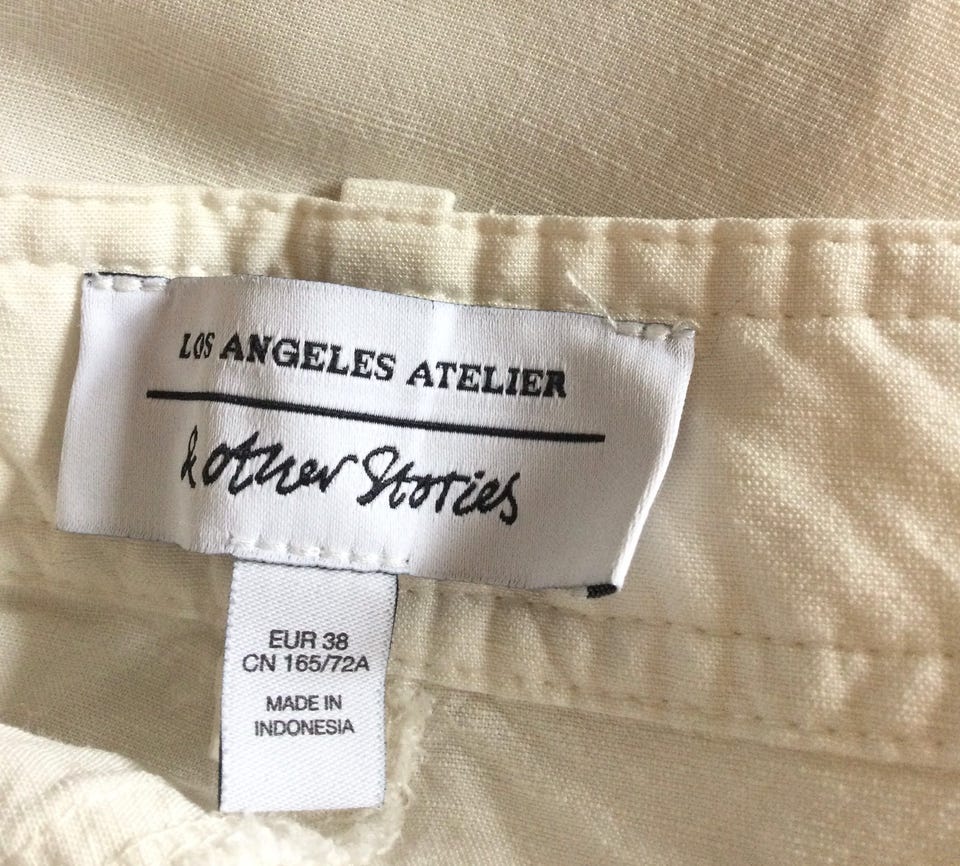 LOS ANGELES ATELIER
& other Stories
EUR 38
CN 165/72A
MADE IN
INDONESIA